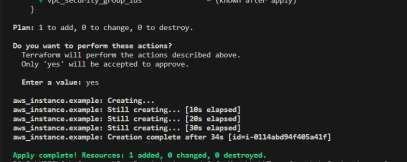 + vpc_security_group_ids = (known after apply)
}
Plan: 1 to add, 0 to change, 0 to destroy.
Do you want to perform these actions?
Terraform will perform the actions described above.
Only 'yes' will be accepted to approve.
Enter a value: yes
aws_instance.example: Creating...
aws_instance.example: Still creating... [10s elapsed]
aws_instance.example: Still creating... [20s elapsed]
aws_instance.example: Still creating... [30s elapsed]
aws_instance.example: Creation complete after 34s [id=i-0114abd94f405a41f]
Apply complete! Resources: 1 added, 0 changed, 0 destroyed.